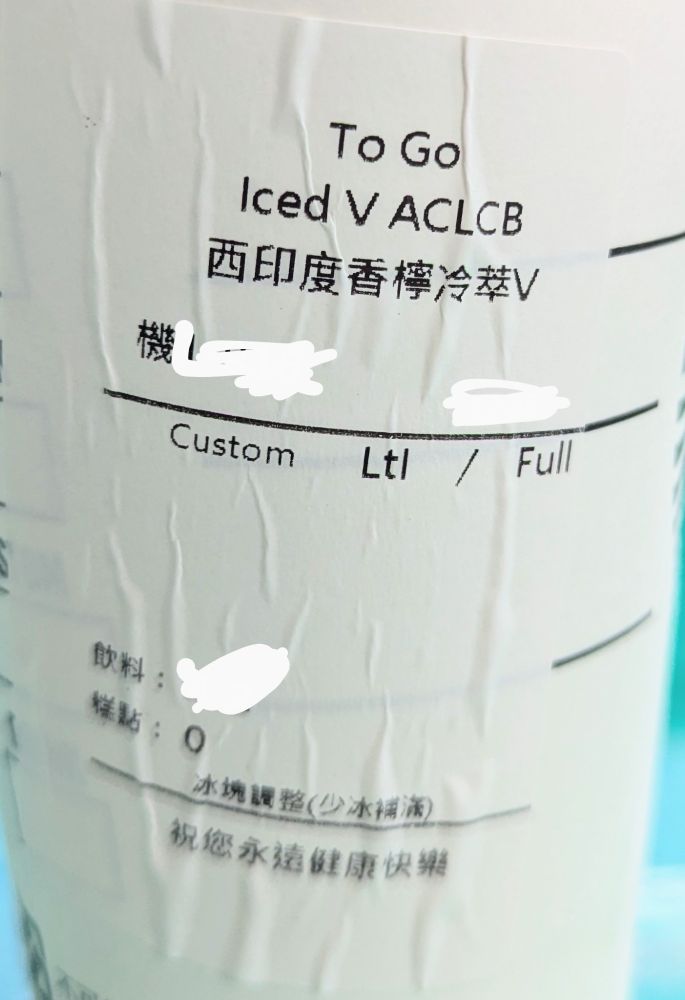 To Go
Iced V ACLCB
西印度香檸冷萃V
機
Custom Ltl / Full
飲料：
糕點： 0
冰塊調整(少冰補滿)
祝您永遠健康快樂